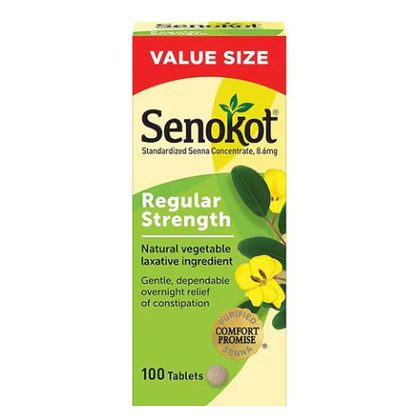 VALUE SIZE
Senokot®
Standardized Senna Concentrate, 8.6mg
Regular
Strength
Natural vegetable
laxative ingredient
Gentle, dependable
overnight relief
of constipation
PURIFIED
COMFORT
PROMISE®
SENNA
100 Tablets